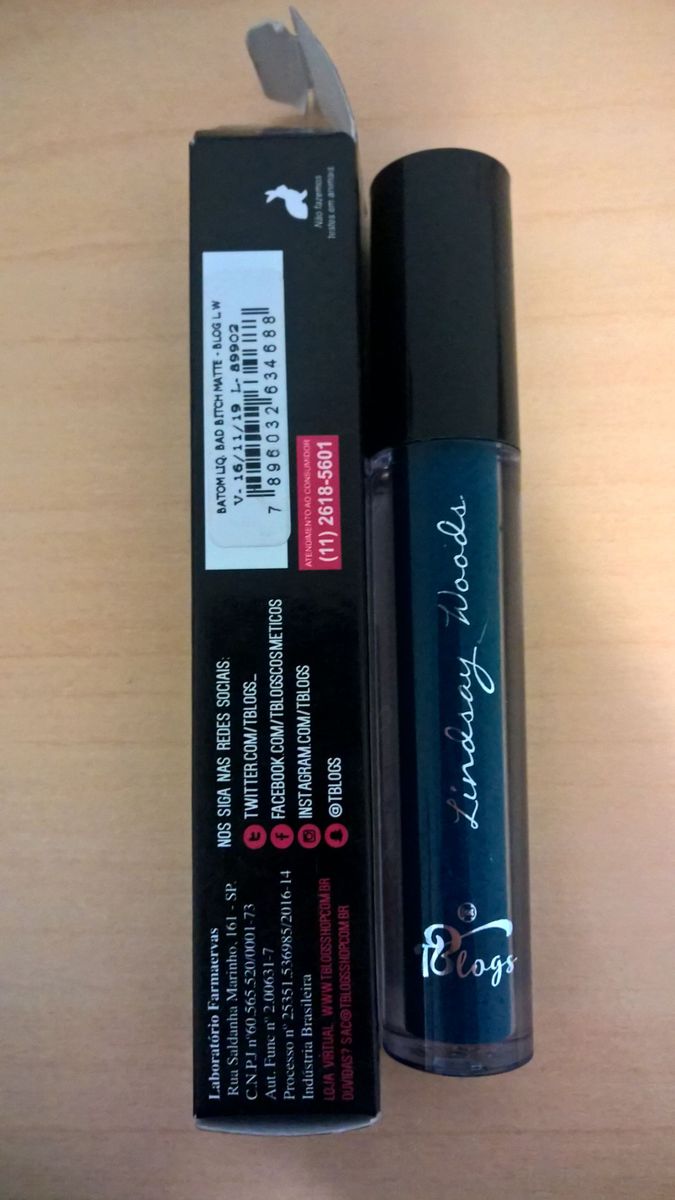 Não fazemos
testes em animais
BATOM LIQ. BAD BITCH MATTE - BLOG L.W
V- 16/11/19 L- 89902
7 896032 634688
ATENDIMENTO AO CONSUMIDOR
(11) 2618-5601
NOS SIGA NAS REDES SOCIAIS:
TWITTER.COM/TBLOGS_
FACEBOOK.COM/TBLOGSCOSMETICOS
INSTAGRAM.COM/TBLOGS
@TBLOGS
Laboratório Farmaervas
Rua Saldanha Marinho, 161 - SP.
C.N.P.J nº60.565.520/0001-73
Aut. Func nº 2.00631-7
Processo nº 25351.536985/2016-14
Indústria Brasileira
LOJA VIRTUAL WWW.TBLOGSSHOP.COM.BR
DÚVIDAS? SAC@TBLOGSSHOP.COM.BR
Lindsay Woods
TBlogs®